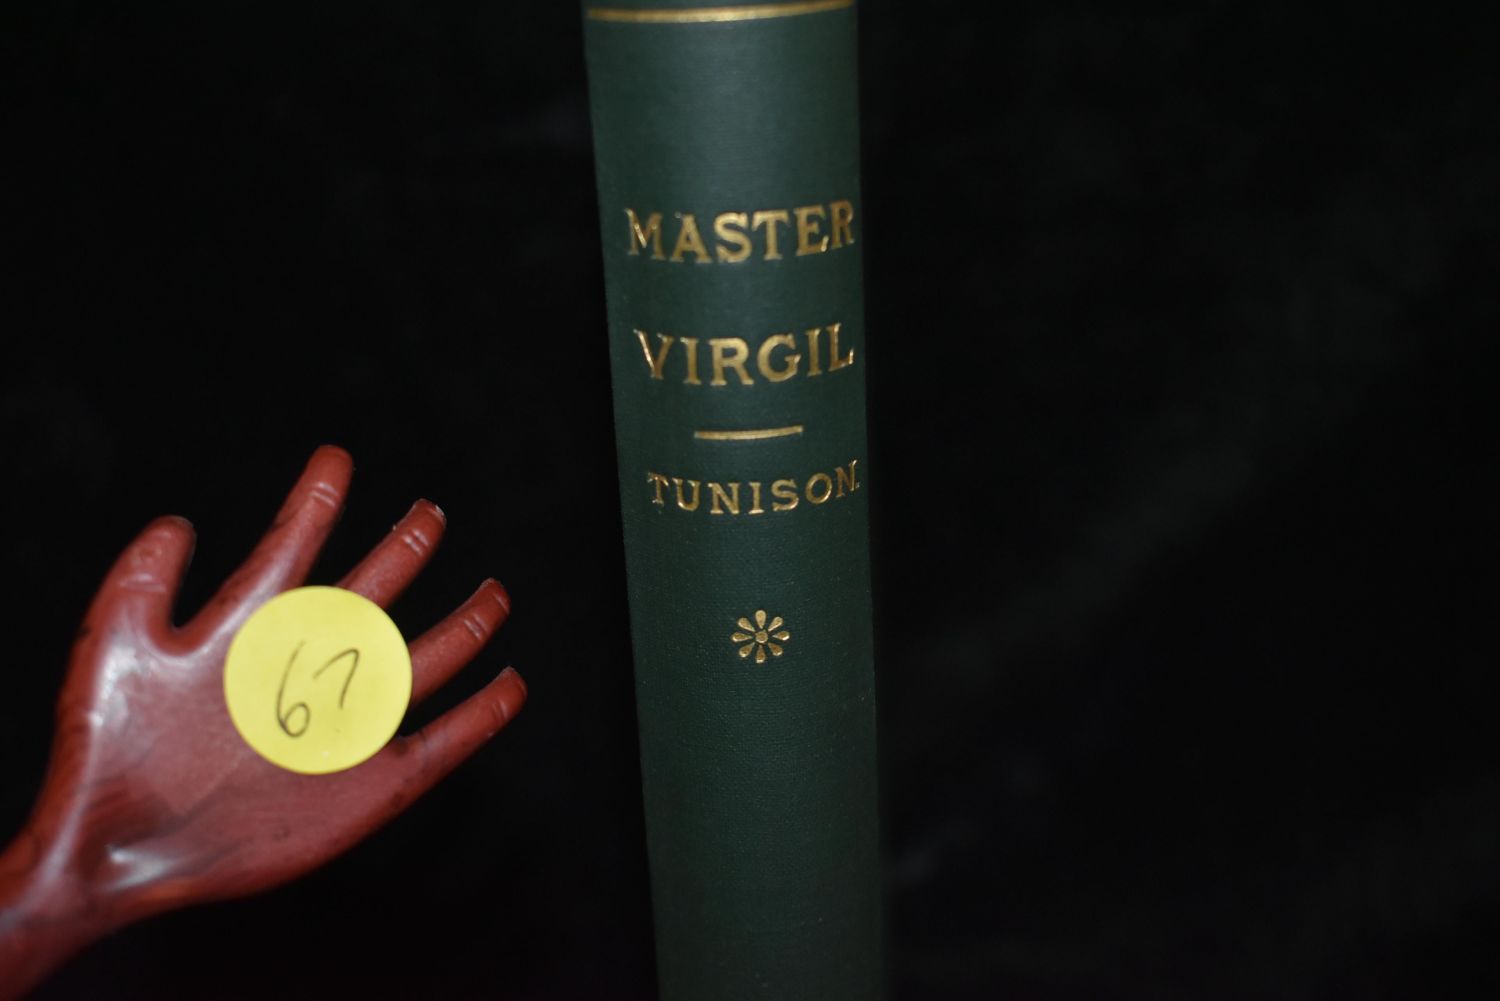 MASTER
VIRGIL
TUNISON.
67